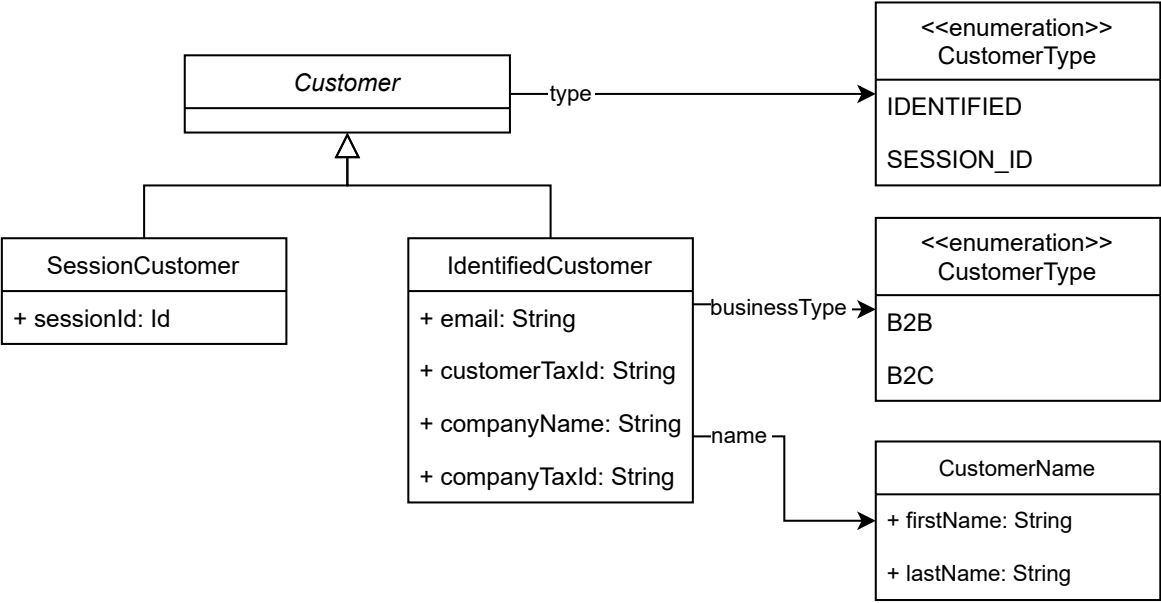 Customer
type
<<enumeration>>
CustomerType
IDENTIFIED
SESSION_ID
SessionCustomer
+ sessionId: Id
IdentifiedCustomer
+ email: String
+ customerTaxId: String
+ companyName: String
+ companyTaxId: String
businessType
<<enumeration>>
CustomerType
B2B
B2C
name
CustomerName
+ firstName: String
+ lastName: String